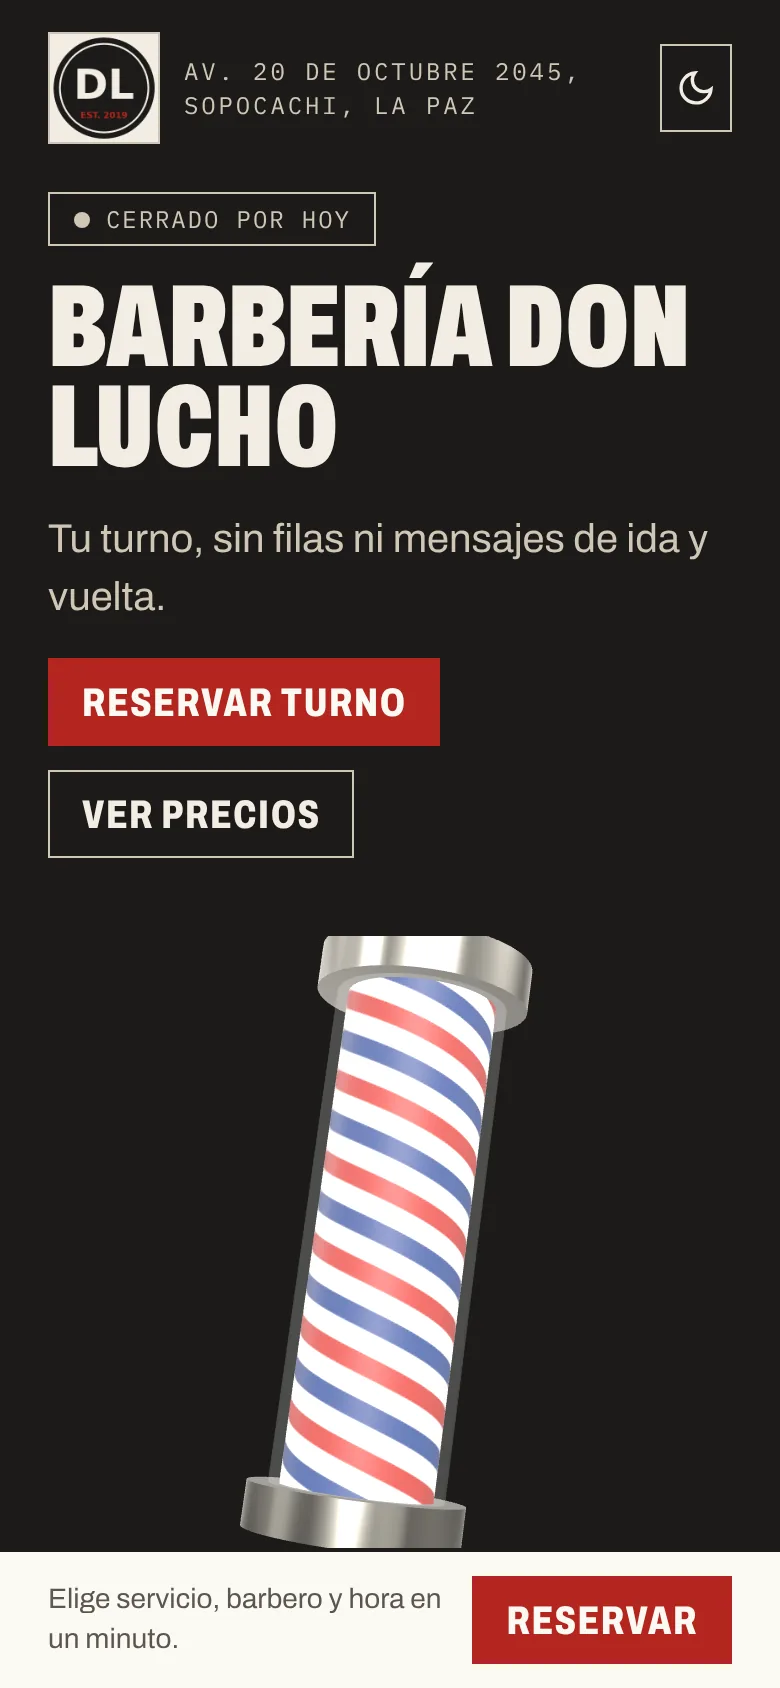 DL
EST. 2019
AV. 20 DE OCTUBRE 2045,
SOPOCACHI, LA PAZ
CERRADO POR HOY
BARBERÍA DON
LUCHO
Tu turno, sin filas ni mensajes de ida y
vuelta.
RESERVAR TURNO
VER PRECIOS
Elige servicio, barbero y hora en
un minuto.
RESERVAR